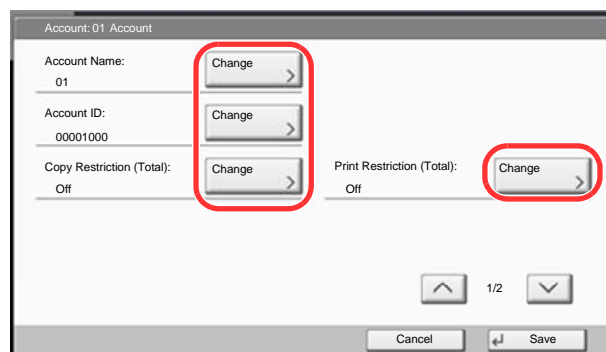 Account: 01 Account
Account Name:
01
Change
Account ID:
00001000
Change
Copy Restriction (Total):
Off
Change
Print Restriction (Total):
Off
Change
1/2
Cancel
Save